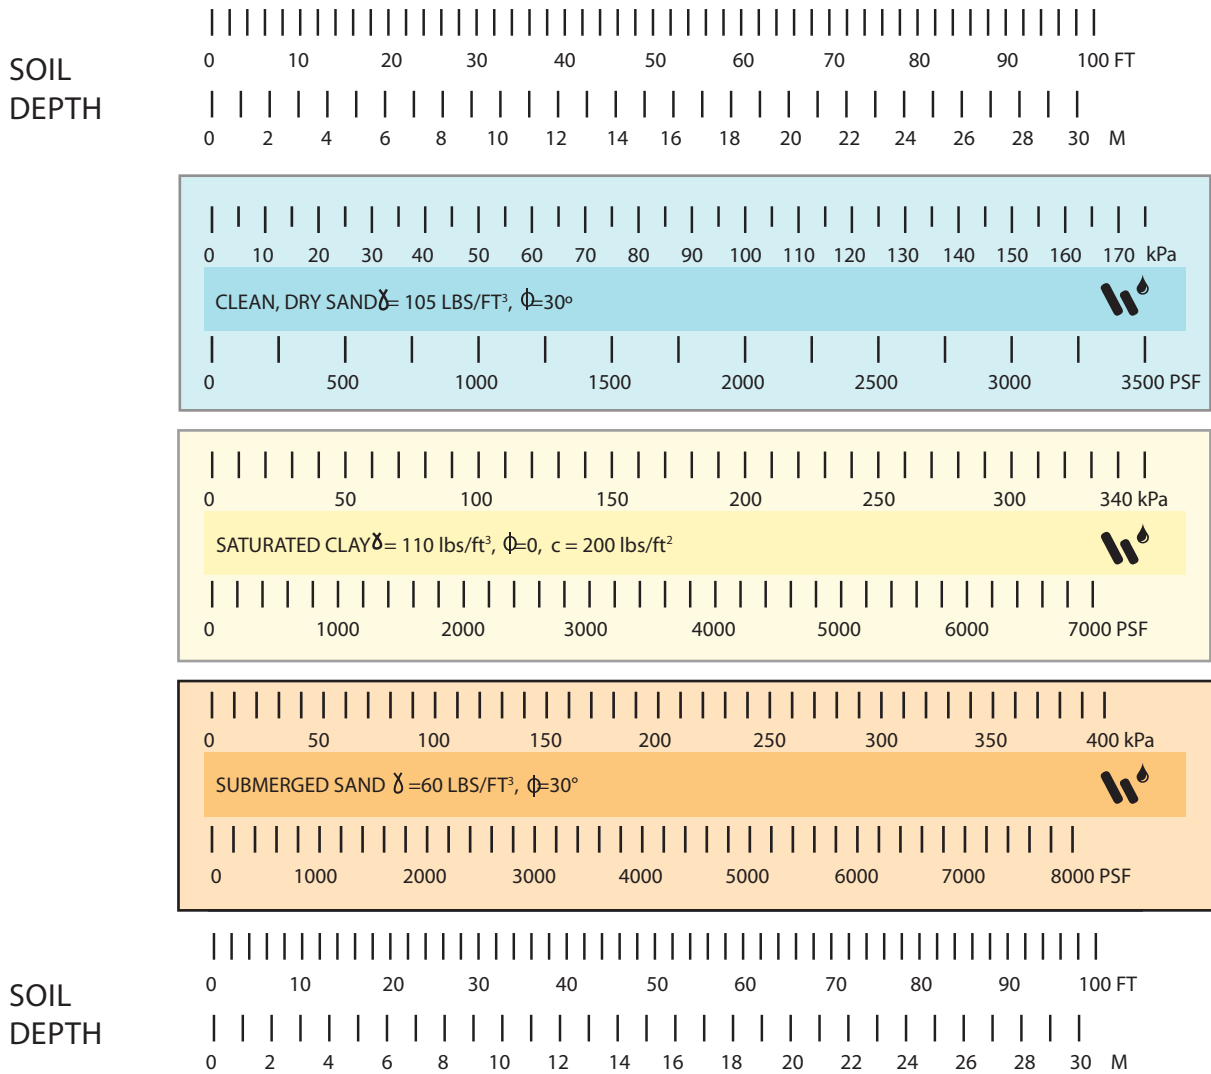 SOIL
DEPTH
0 10 20 30 40 50 60 70 80 90 100 FT
0 2 4 6 8 10 12 14 16 18 20 22 24 26 28 30 M
0 10 20 30 40 50 60 70 80 90 100 110 120 130 140 150 160 170 kPa
CLEAN, DRY SAND ɣ= 105 LBS/FT³, ϕ=30º
0 500 1000 1500 2000 2500 3000 3500 PSF
0 50 100 150 200 250 300 340 kPa
SATURATED CLAY ɣ= 110 lbs/ft³, ϕ=0, c = 200 lbs/ft²
0 1000 2000 3000 4000 5000 6000 7000 PSF
0 50 100 150 200 250 300 350 400 kPa
SUBMERGED SAND ɣ =60 LBS/FT³, ϕ=30°
0 1000 2000 3000 4000 5000 6000 7000 8000 PSF
SOIL
DEPTH
0 10 20 30 40 50 60 70 80 90 100 FT
0 2 4 6 8 10 12 14 16 18 20 22 24 26 28 30 M